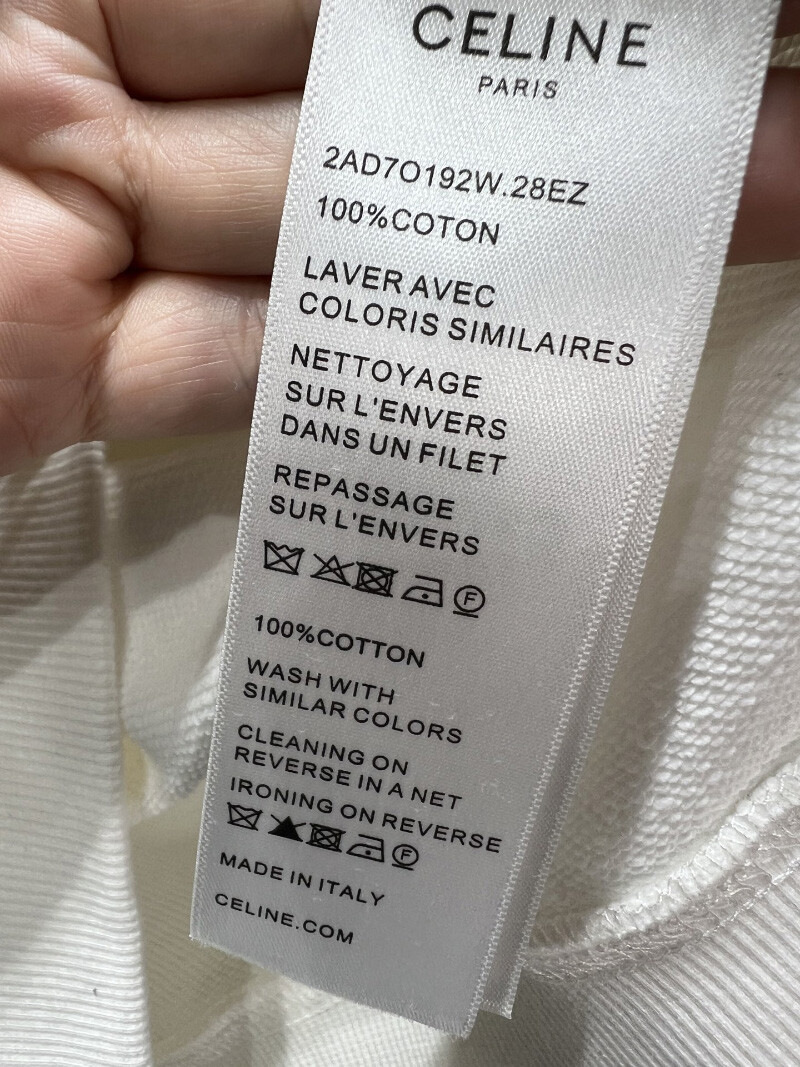 CELINE
PARIS
2AD7O192W.28EZ
100%COTON
LAVER AVEC
COLORIS SIMILAIRES
NETTOYAGE
SUR L'ENVERS
DANS UN FILET
REPASSAGE
SUR L'ENVERS
F
100%COTTON
WASH WITH
SIMILAR COLORS
CLEANING ON
REVERSE IN A NET
IRONING ON REVERSE
F
MADE IN ITALY
CELINE.COM